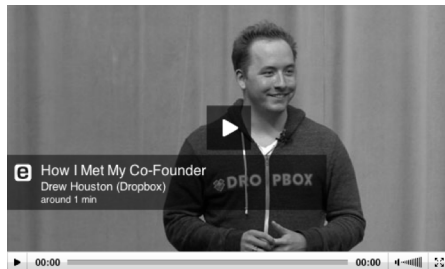 e
How I Met My Co-Founder
Drew Houston (Dropbox)
around 1 min
DROPBOX
00:00
00:00